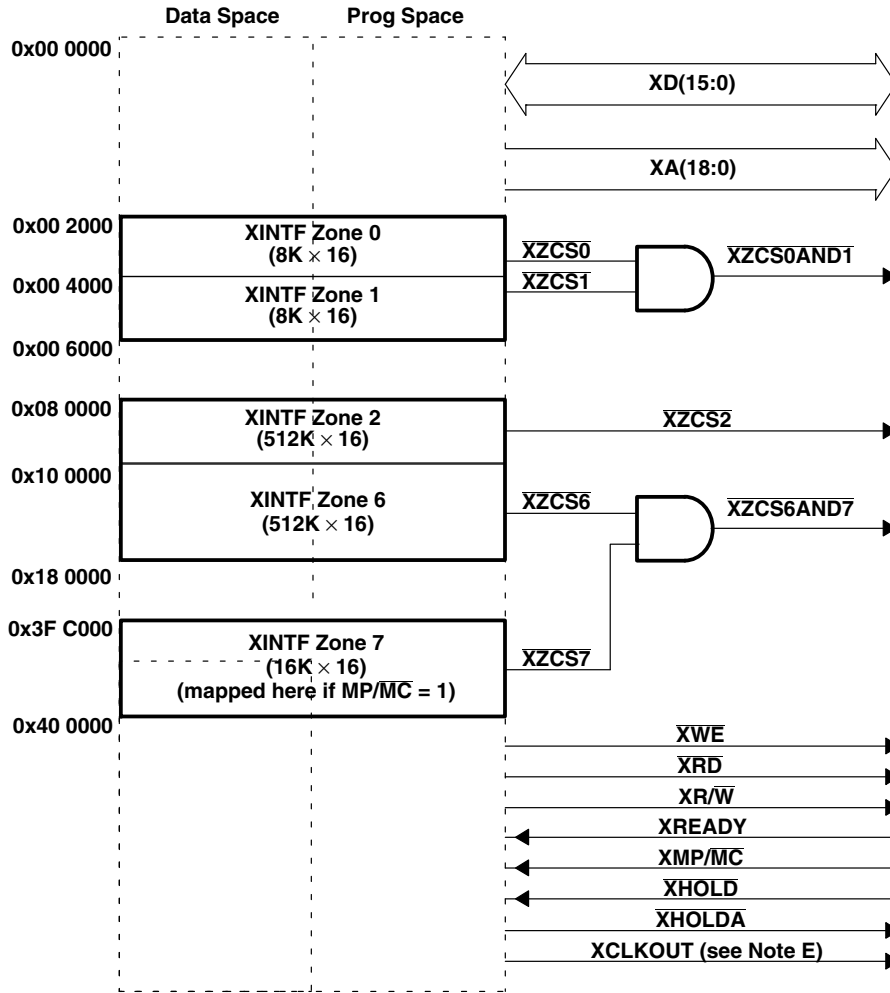 Data Space Prog Space
0x00 0000
XD(15:0)
XA(18:0)
0x00 2000
XINTF Zone 0
(8K × 16)
XZCS0
XZCS0AND1
0x00 4000
XZCS1
XINTF Zone 1
(8K × 16)
0x00 6000
0x08 0000
XINTF Zone 2
(512K × 16)
XZCS2
0x10 0000
XINTF Zone 6
(512K × 16)
XZCS6
XZCS6AND7
0x18 0000
0x3F C000
XINTF Zone 7
(16K × 16)
(mapped here if MP/M̅C̅ = 1)
XZCS7
0x40 0000
XWE
XRD
XR/W̅
XREADY
XMP/M̅C̅
XHOLD
XHOLDA
XCLKOUT (see Note E)